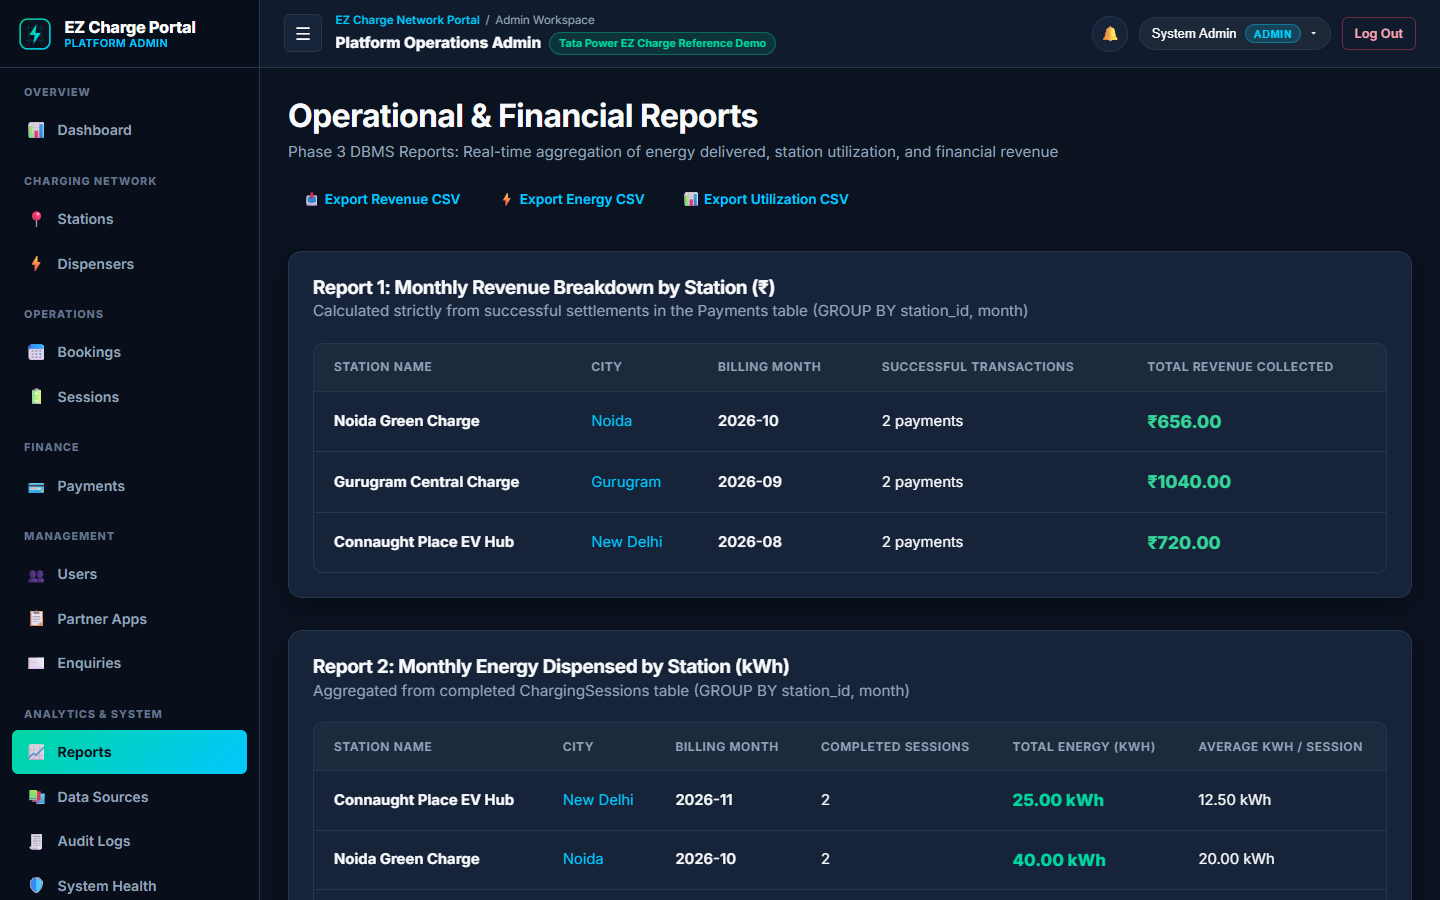 EZ Charge Portal
PLATFORM ADMIN
OVERVIEW
Dashboard
CHARGING NETWORK
Stations
Dispensers
OPERATIONS
Bookings
Sessions
FINANCE
Payments
MANAGEMENT
Users
Partner Apps
Enquiries
ANALYTICS & SYSTEM
Reports
Data Sources
Audit Logs
System Health
EZ Charge Network Portal / Admin Workspace
Platform Operations Admin Tata Power EZ Charge Reference Demo
System Admin ADMIN
Log Out
Operational & Financial Reports
Phase 3 DBMS Reports: Real-time aggregation of energy delivered, station utilization, and financial revenue
Export Revenue CSV Export Energy CSV Export Utilization CSV
Report 1: Monthly Revenue Breakdown by Station (₹)
Calculated strictly from successful settlements in the Payments table (GROUP BY station_id, month)
STATION NAME CITY BILLING MONTH SUCCESSFUL TRANSACTIONS TOTAL REVENUE COLLECTED
Noida Green Charge Noida 2026-10 2 payments ₹656.00
Gurugram Central Charge Gurugram 2026-09 2 payments ₹1040.00
Connaught Place EV Hub New Delhi 2026-08 2 payments ₹720.00
Report 2: Monthly Energy Dispensed by Station (kWh)
Aggregated from completed ChargingSessions table (GROUP BY station_id, month)
STATION NAME CITY BILLING MONTH COMPLETED SESSIONS TOTAL ENERGY (KWH) AVERAGE KWH / SESSION
Connaught Place EV Hub New Delhi 2026-11 2 25.00 kWh 12.50 kWh
Noida Green Charge Noida 2026-10 2 40.00 kWh 20.00 kWh